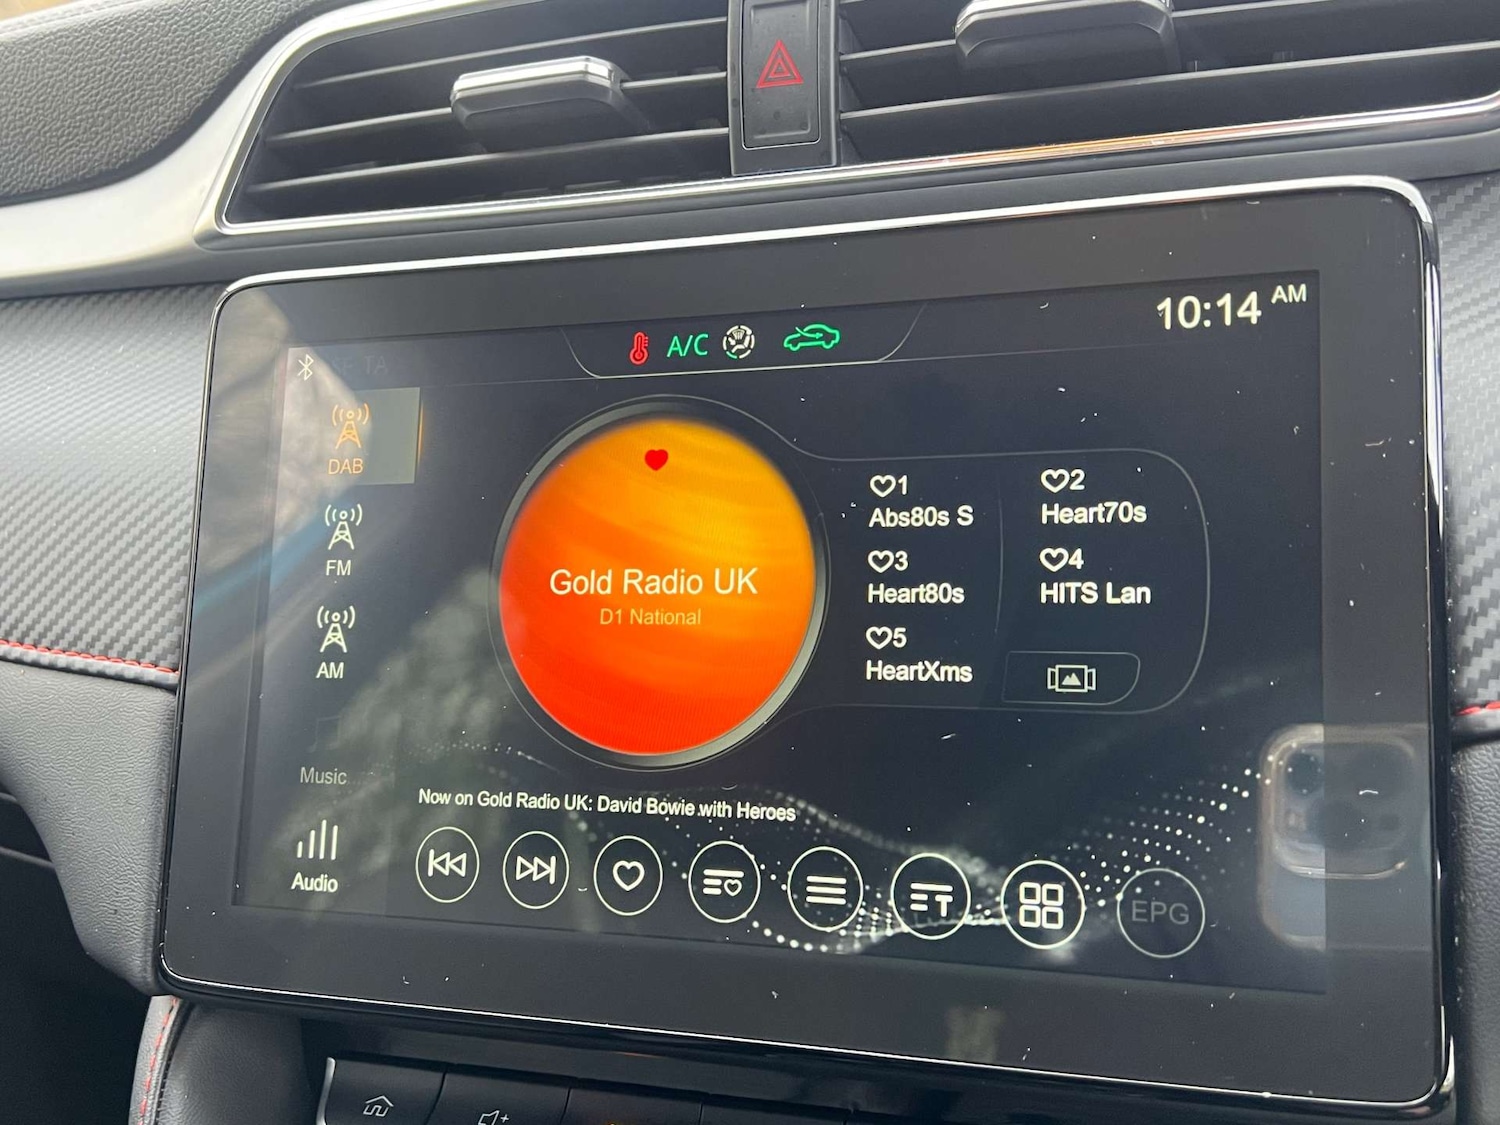 10:14 AM
A/C
TA
DAB
FM
AM
Music
Audio
Gold Radio UK
D1 National
1
Abs80s S
2
Heart70s
3
Heart80s
4
HITS Lan
5
HeartXms
Now on Gold Radio UK: David Bowie with Heroes
T
EPG